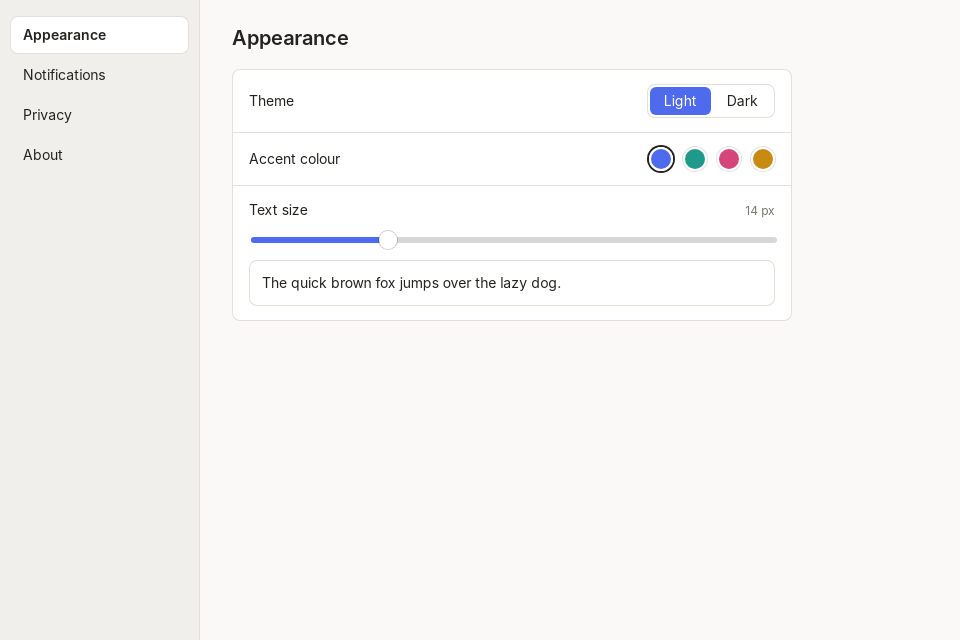 Appearance
Notifications
Privacy
About
Appearance
Theme
Light
Dark
Accent colour
Text size
14 px
The quick brown fox jumps over the lazy dog.